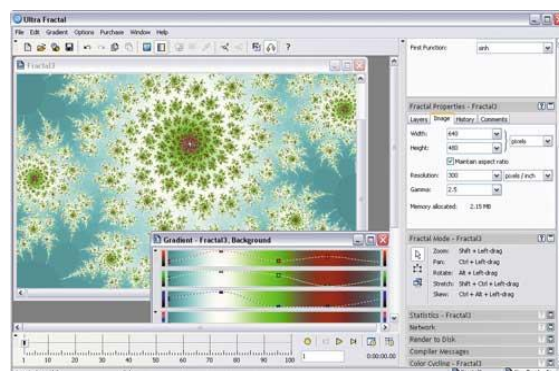 Ultra Fractal
File Edit Gradient Options Purchase Window Help
Fractal3
First Function: sinh
Fractal Properties - Fractal3
Layers Image History Comments
Width: 640
Height: 480
pixels
Maintain aspect ratio
Resolution: 300 pixels / inch
Gamma: 2.5
Memory allocated: 2.15 MB
Gradient - Fractal3, Background
Fractal Mode - Fractal3
Zoom: Shift + Left-drag
Pan: Ctrl + Left-drag
Rotate: Alt + Left-drag
Stretch: Shift + Ctrl + Left-drag
Skew: Ctrl + Alt + Left-drag
Statistics - Fractal3
Network
Render to Disk
Compiler Messages
Color Cycling - Fractal3
1 10 20 30 40 50 60 70 80 90 100
1 0:00:00.00